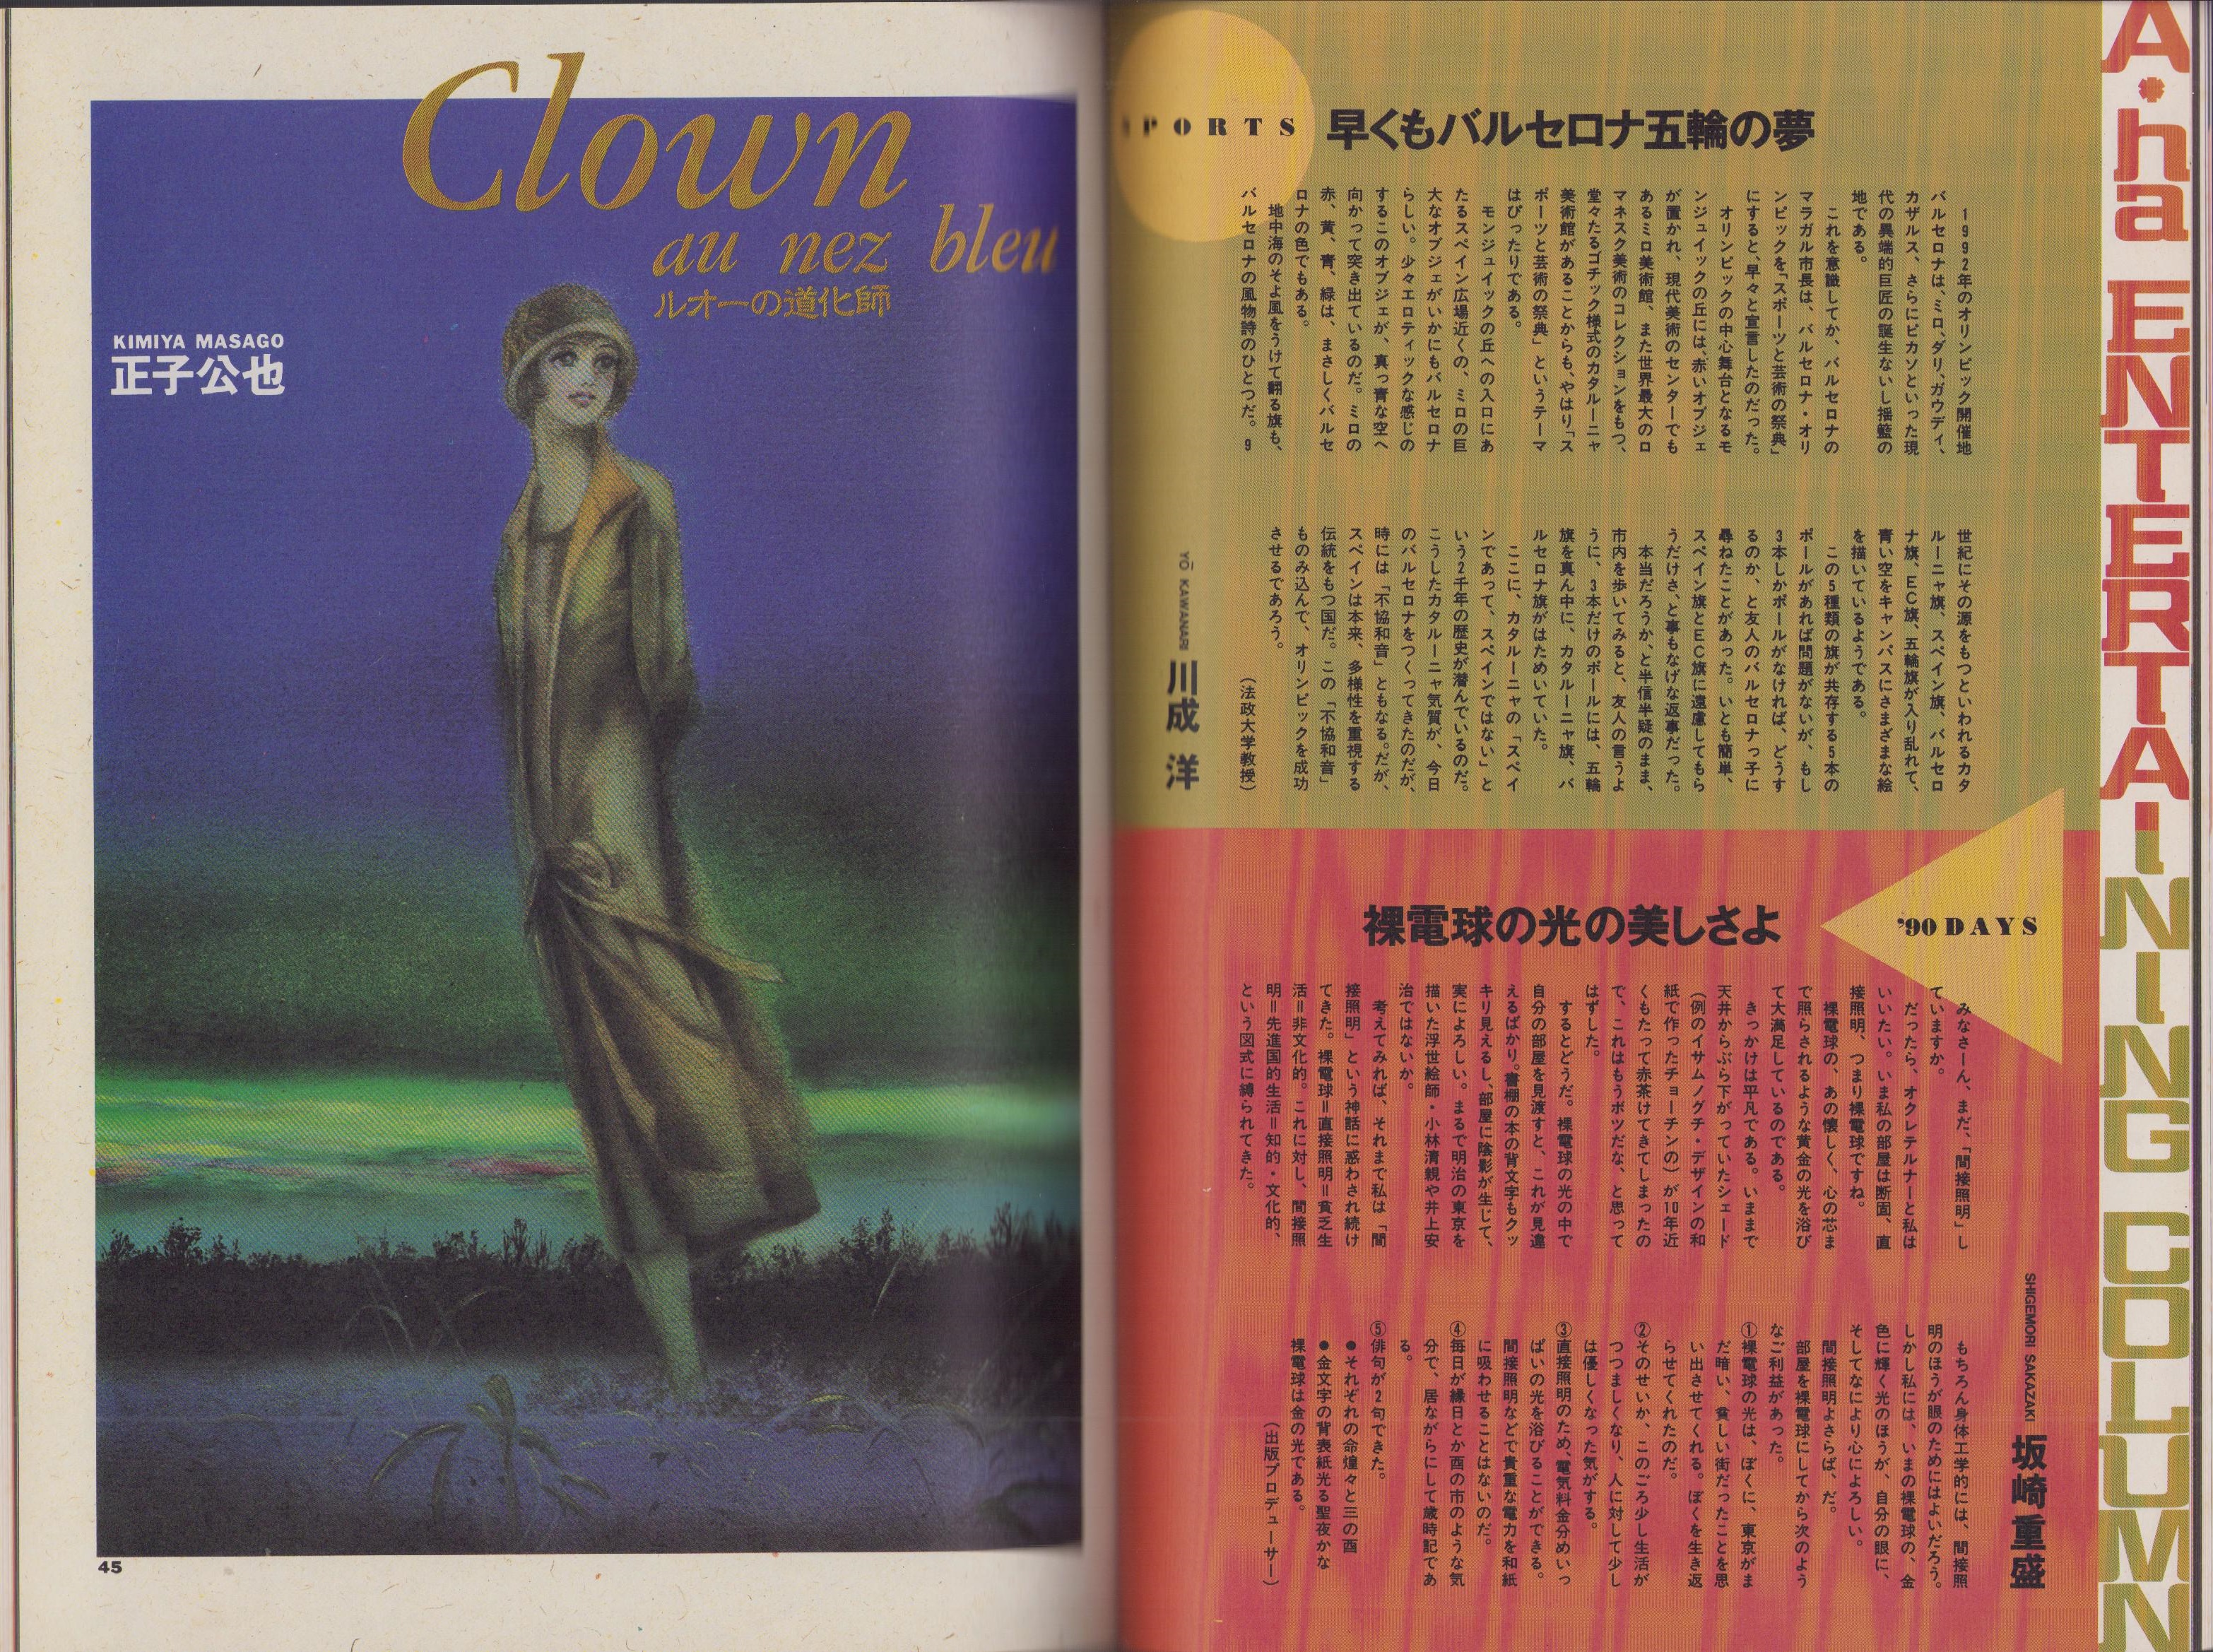 A・ha ENTERTAINING COLUMN
SPORTS
早くもバルセロナ五輪の夢
1992年のオリンピック開催地
バルセロナは、ミロ、ダリ、ガウディ、
カザルス、さらにピカソといった現
代の異端的巨匠の誕生ないし揺籃の
地である。
これを意識してか、バルセロナの
マラガル市長は、バルセロナ・オリ
ンピックを「スポーツと芸術の祭典」
にすると、早々と宣言したのだった。
オリンピックの中心舞台となるモ
ンジュイックの丘には、赤いオブジェ
が置かれ、現代美術のセンターでも
あるミロ美術館、また世界最大のロ
マネスク美術のコレクションをもつ、
堂々たるゴチック様式のカタルーニャ
美術館があることからも、やはり「ス
ポーツと芸術の祭典」というテーマ
はぴったりである。
モンジュイックの丘への入口にあ
たるスペイン広場近くの、ミロの巨
大なオブジェがいかにもバルセロナ
らしい。少々エロティックな感じの
するこのオブジェが、真っ青な空へ
向かって突き出ているのだ。ミロの
赤、黄、青、緑は、まさしくバルセ
ロナの色でもある。
地中海のそよ風をうけて翻る旗も、
バルセロナの風物詩のひとつだ。9
世紀にその源をもつといわれるカタ
ルーニャ旗、スペイン旗、バルセロ
ナ旗、EC旗、五輪旗が入り乱れて、
青い空をキャンパスにさまざまな絵
を描いているようである。
この5種類の旗が共存する5本の
ポールがあれば問題がないが、もし
3本しかポールがなければ、どうす
るのか、と友人のバルセロナっ子に
尋ねたことがあった。いとも簡単、
スペイン旗とEC旗に遠慮してもら
うだけさ、と事もなげな返事だった。
本当だろうか、と半信半疑のまま、
市内を歩いてみると、友人の言うよ
うに、3本だけのポールには、五輪
旗を真ん中に、カタルーニャ旗、バ
ルセロナ旗がはためいていた。
ここに、カタルーニャの「スペイ
ンであって、スペインではない」と
いう2千年の歴史が潜んでいるのだ。
こうしたカタルーニャ気質が、今日
のバルセロナをつくってきたのだが、
時には「不協和音」ともなる。だが、
スペインは本来、多様性を重視する
伝統をもつ国だ。この「不協和音」
ものみ込んで、オリンピックを成功
させるであろう。
（法政大学教授）
YŌ KAWANARI
川成 洋
'90 DAYS
裸電球の光の美しさよ
SHIGEMORI SAKAZAKI
坂崎重盛
みなさーん、まだ、「間接照明」し
ていますか。
だったら、オクレテルナーと私は
いいたい。いま私の部屋は断固、直
接照明、つまり裸電球ですね。
裸電球の、あの懐しく、心の芯ま
で照らされるような黄金の光を浴び
て大満足しているのである。
きっかけは平凡である。いままで
天井からぶら下がっていたシェード
（例のイサムノグチ・デザインの和
紙で作ったチョーチンの）が10年近
くもたって赤茶けてきてしまったの
で、これはもうボツだな、と思って
はずした。
するとどうだ。裸電球の光の中で
自分の部屋を見渡すと、これが見違
えるばかり。書棚の本の背文字もクッ
キリ見えるし、部屋に陰影が生じて、
実によろしい。まるで明治の東京を
描いた浮世絵師・小林清親や井上安
治ではないか。
考えてみれば、それまで私は「間
接照明」という神話に惑わされ続け
てきた。裸電球＝直接照明＝貧乏生
活＝非文化的。これに対し、間接照
明＝先進国的生活＝知的・文化的、
という図式に縛られてきた。
もちろん身体工学的には、間接照
明のほうが眼のためにはよいだろう。
しかし私には、いまの裸電球の、金
色に輝く光のほうが、自分の眼に、
そしてなにより心によろしい。
間接照明よさらば、だ。
部屋を裸電球にしてから次のよう
なご利益があった。
①裸電球の光は、ぼくに、東京がま
だ暗い、貧しい街だったことを思
い出させてくれる。ぼくを生き返
らせてくれたのだ。
②そのせいか、このごろ少し生活が
つつましくなり、人に対して少し
は優しくなった気がする。
③直接照明のため、電気料金分めいっ
ぱいの光を浴びることができる。
間接照明などで貴重な電力を和紙
に吸わせることはないのだ。
④毎日が縁日とか酉の市のような気
分で、居ながらにして歳時記であ
る。
⑤俳句が2句できた。
●それぞれの命煌々と三の酉
●金文字の背表紙光る聖夜かな
裸電球は金の光である。
（出版プロデューサー）
Clown
au nez bleu
ルオーの道化師
KIMIYA MASAGO
正子公也
45